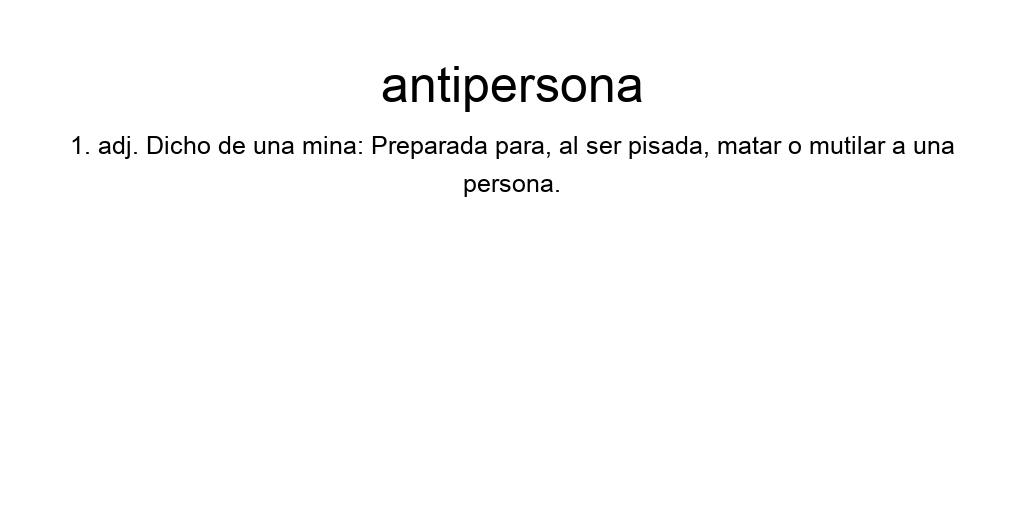 antipersona
1. adj. Dicho de una mina: Preparada para, al ser pisada, matar o mutilar a una
persona.